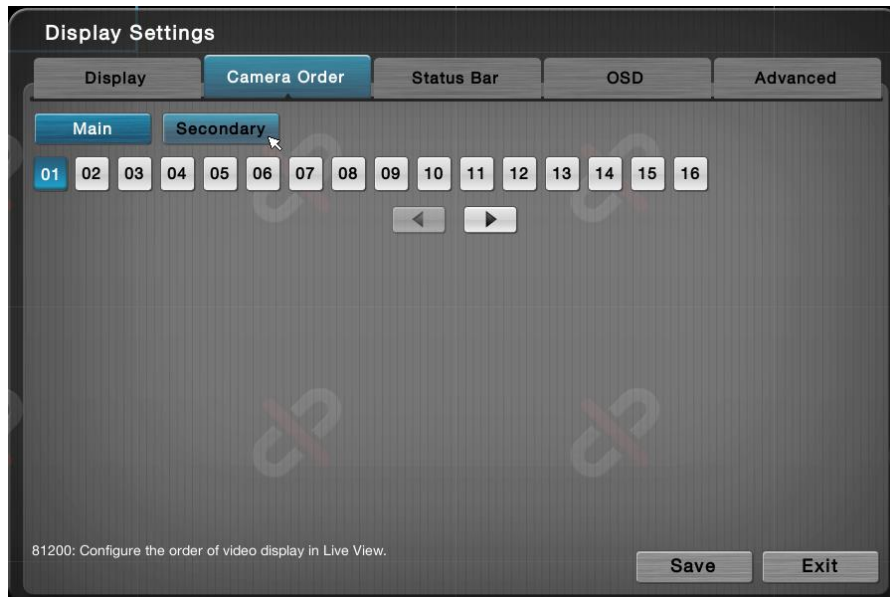 Display Settings
Display Camera Order Status Bar OSD Advanced
Main Secondary
01 02 03 04 05 06 07 08 09 10 11 12 13 14 15 16
81200: Configure the order of video display in Live View.
Save Exit